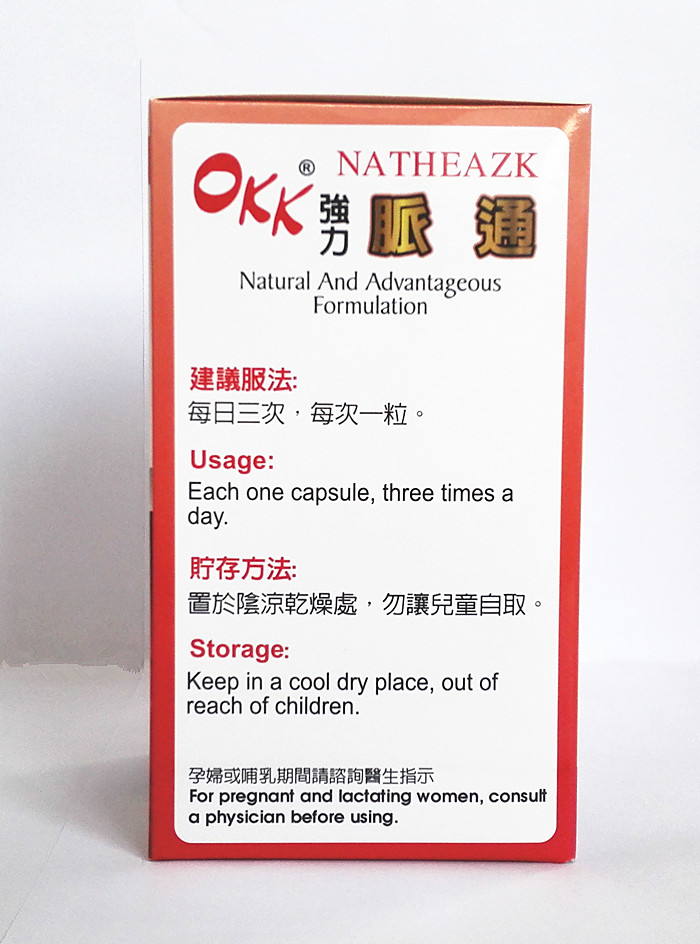 OKK® NATHEAZK
強力 脈 通
Natural And Advantageous
Formulation
建議服法:
每日三次，每次一粒。
Usage:
Each one capsule, three times a
day.
貯存方法:
置於陰涼乾燥處，勿讓兒童自取。
Storage:
Keep in a cool dry place, out of
reach of children.
孕婦或哺乳期間請諮詢醫生指示
For pregnant and lactating women, consult
a physician before using.